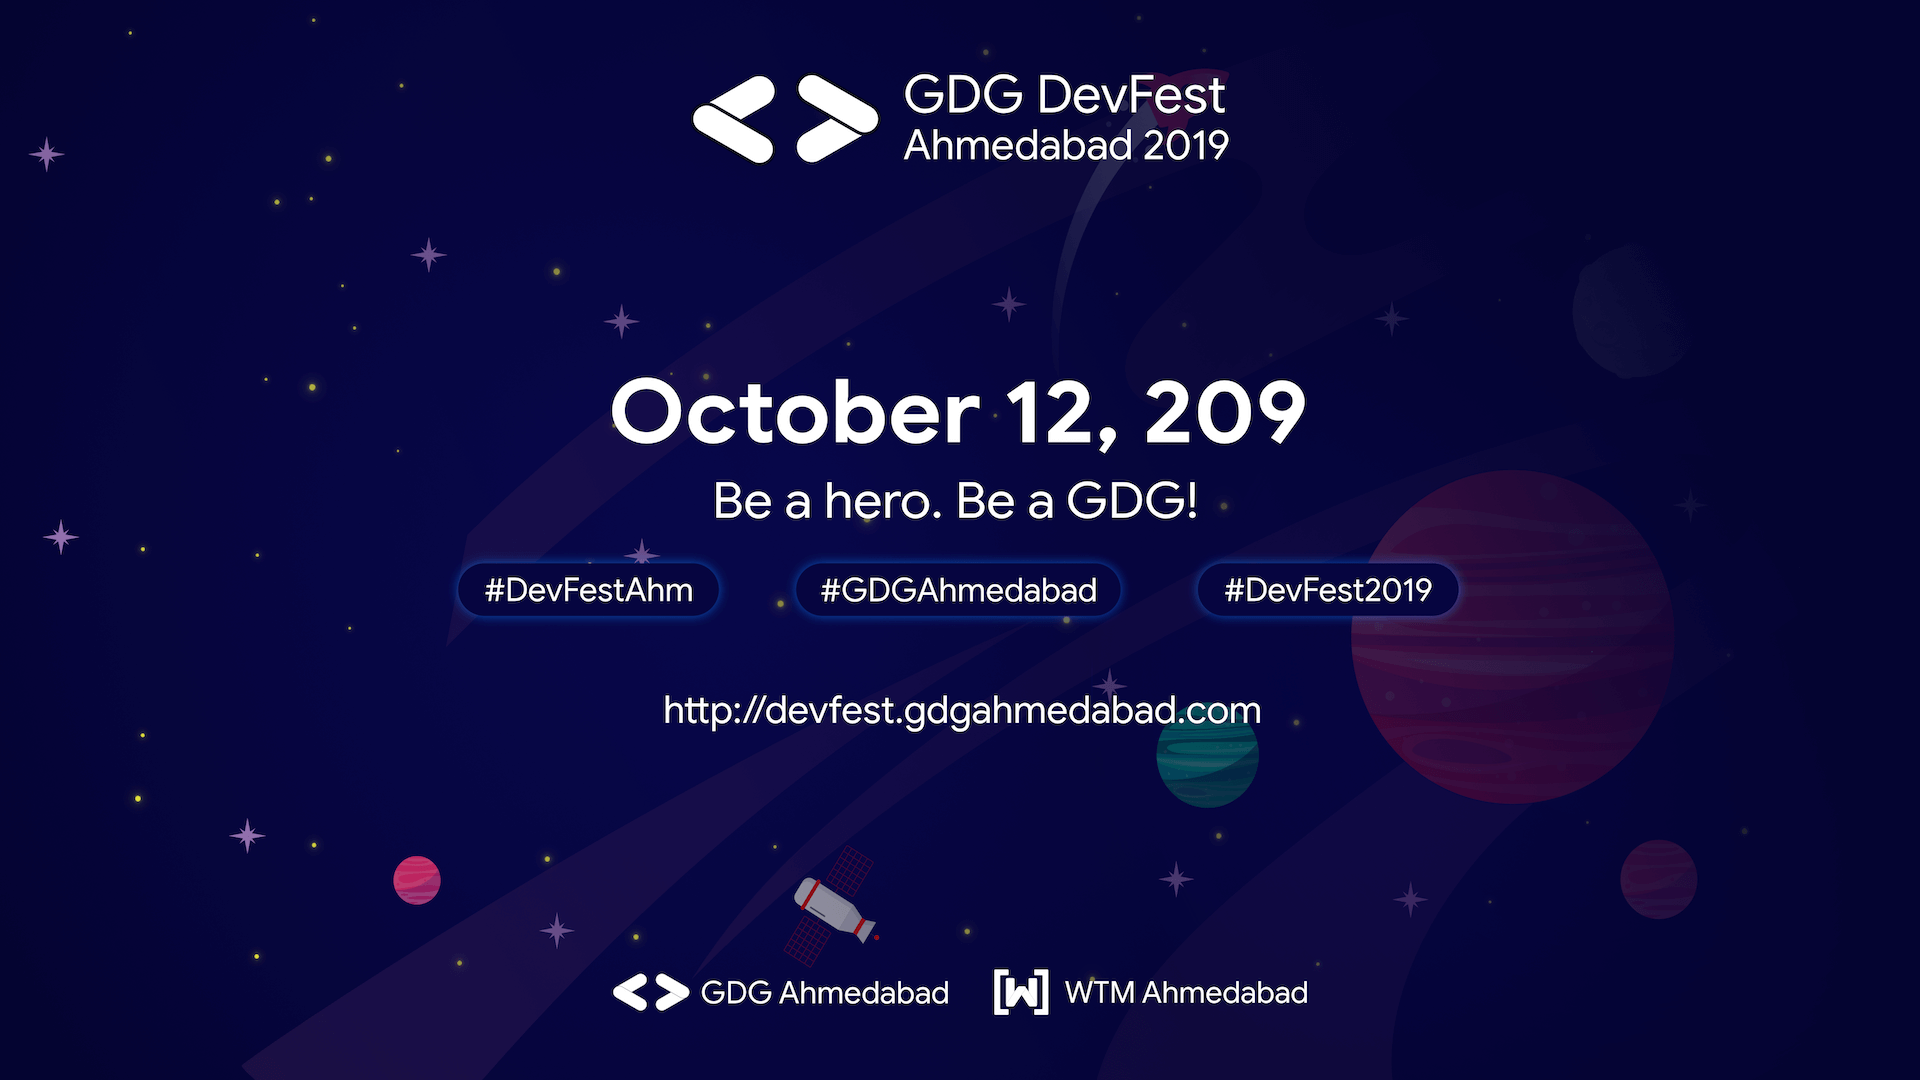 GDG DevFest
Ahmedabad 2019
October 12, 209
Be a hero. Be a GDG!
#DevFestAhm #GDGAhmedabad #DevFest2019
http://devfest.gdgahmedabad.com
GDG Ahmedabad WTM Ahmedabad